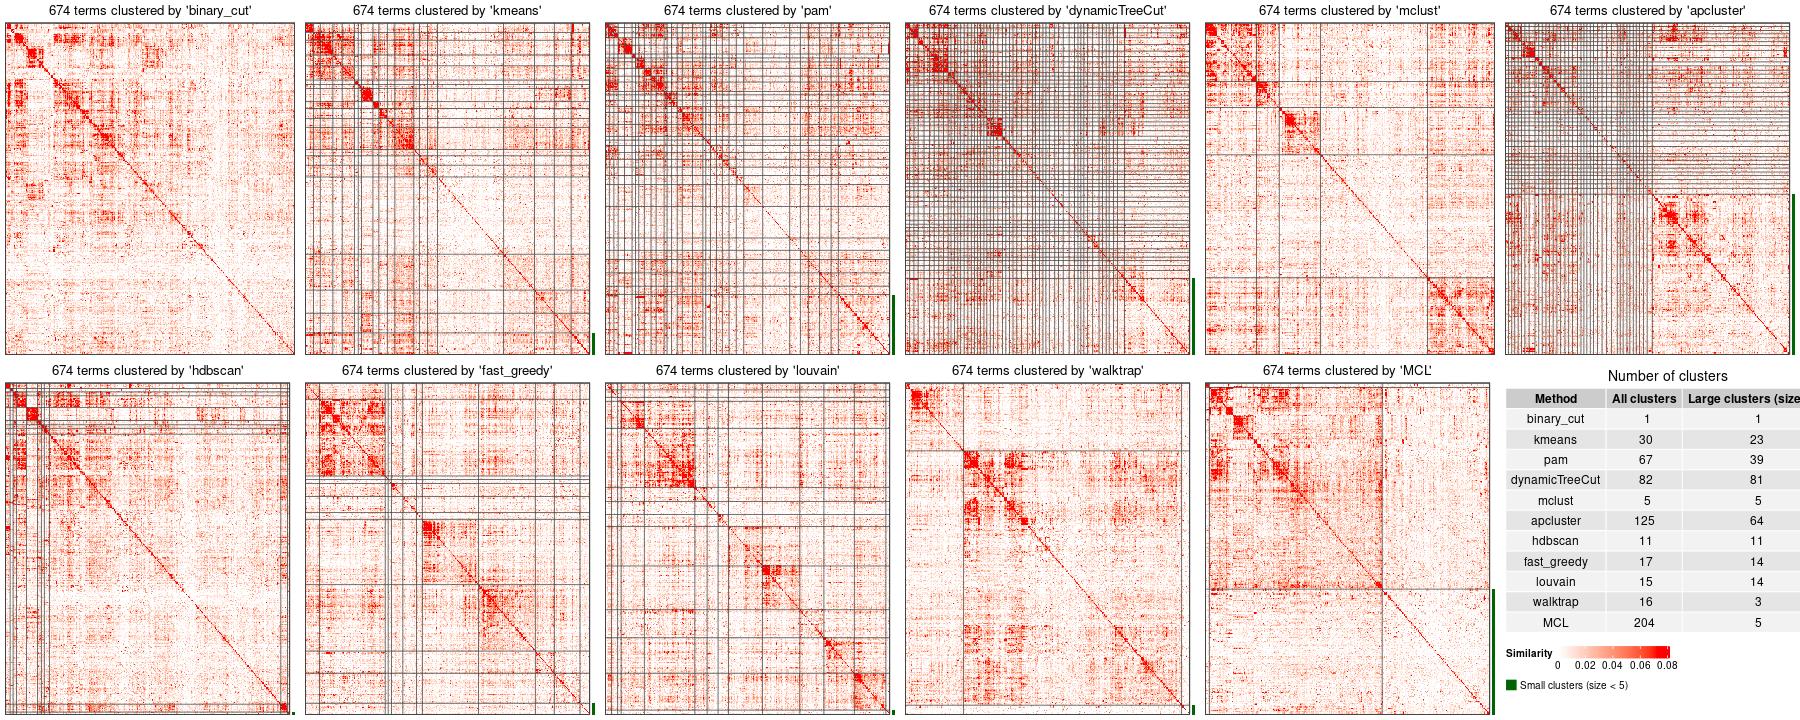 674 terms clustered by 'binary_cut'
674 terms clustered by 'kmeans'
674 terms clustered by 'pam'
674 terms clustered by 'dynamicTreeCut'
674 terms clustered by 'mclust'
674 terms clustered by 'apcluster'
674 terms clustered by 'hdbscan'
674 terms clustered by 'fast_greedy'
674 terms clustered by 'louvain'
674 terms clustered by 'walktrap'
674 terms clustered by 'MCL'
Number of clusters
Method All clusters Large clusters (size
binary_cut 1 1
kmeans 30 23
pam 67 39
dynamicTreeCut 82 81
mclust 5 5
apcluster 125 64
hdbscan 11 11
fast_greedy 17 14
louvain 15 14
walktrap 16 3
MCL 204 5
Similarity
0 0.02 0.04 0.06 0.08
Small clusters (size < 5)